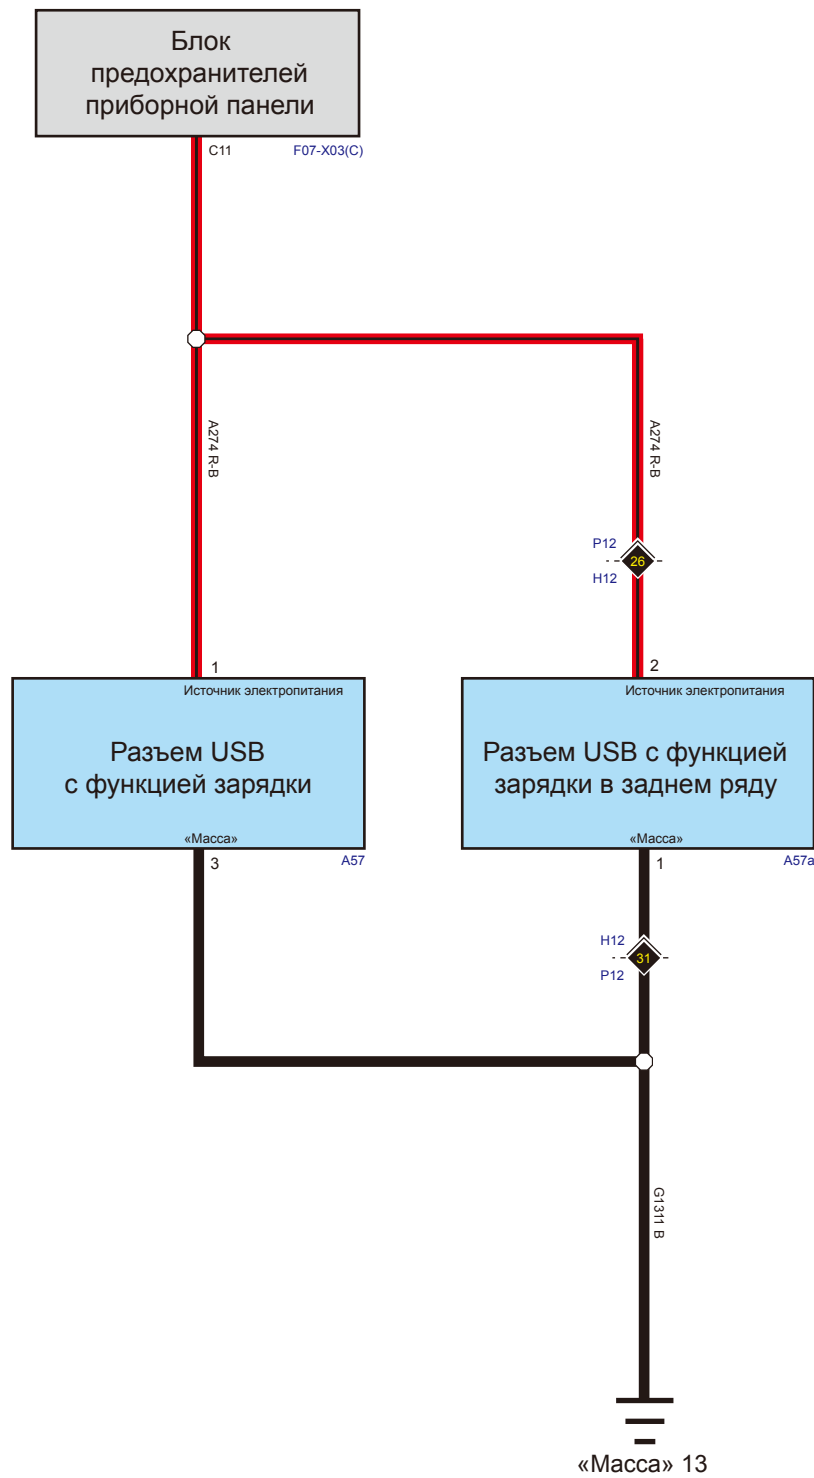 Блок
предохранителей
приборной панели
C11
F07-X03(C)
A274 R-B
A274 R-B
P12
26
H12
1
2
Источник электропитания
Источник электропитания
Разъем USB
с функцией зарядки
Разъем USB с функцией
зарядки в заднем ряду
«Масса»
«Масса»
3
A57
1
A57a
H12
31
P12
G1311 B
«Масса» 13